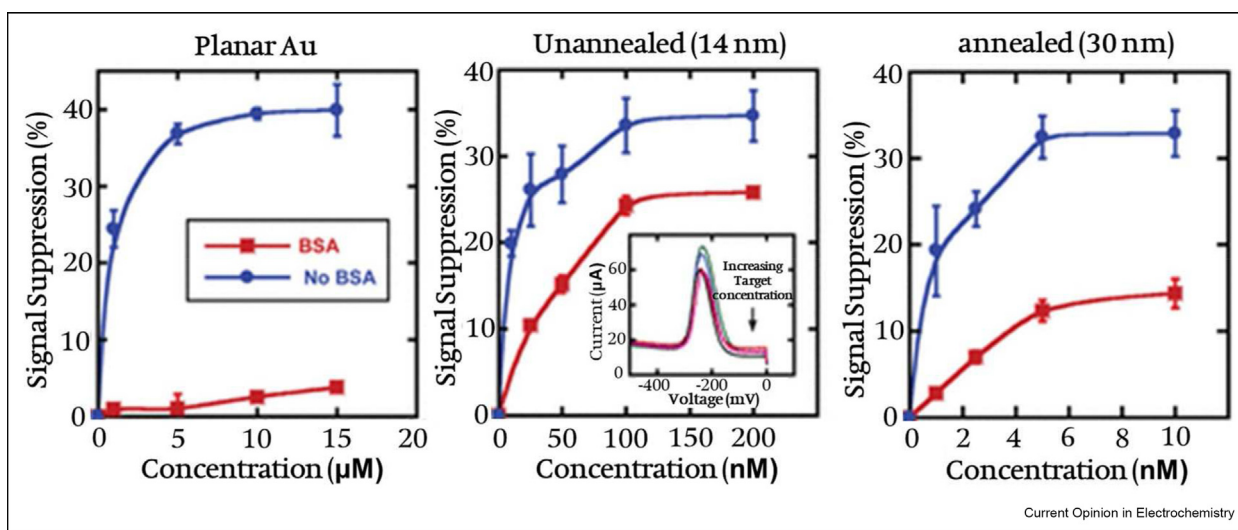 Planar Au
Signal Suppression (%)
40
30
20
10
0
BSA
No BSA
0
5
10
15
20
Concentration (μM)
Unannealed (14 nm)
Signal Suppression (%)
40
30
20
10
0
Increasing
Target
concentration
Current (μA)
60
40
20
0
-400
-200
0
Voltage (mV)
0
50
100
150
200
Concentration (nM)
annealed (30 nm)
Signal Suppression (%)
40
30
20
10
0
0
2
4
6
8
10
Concentration (nM)
Current Opinion in Electrochemistry